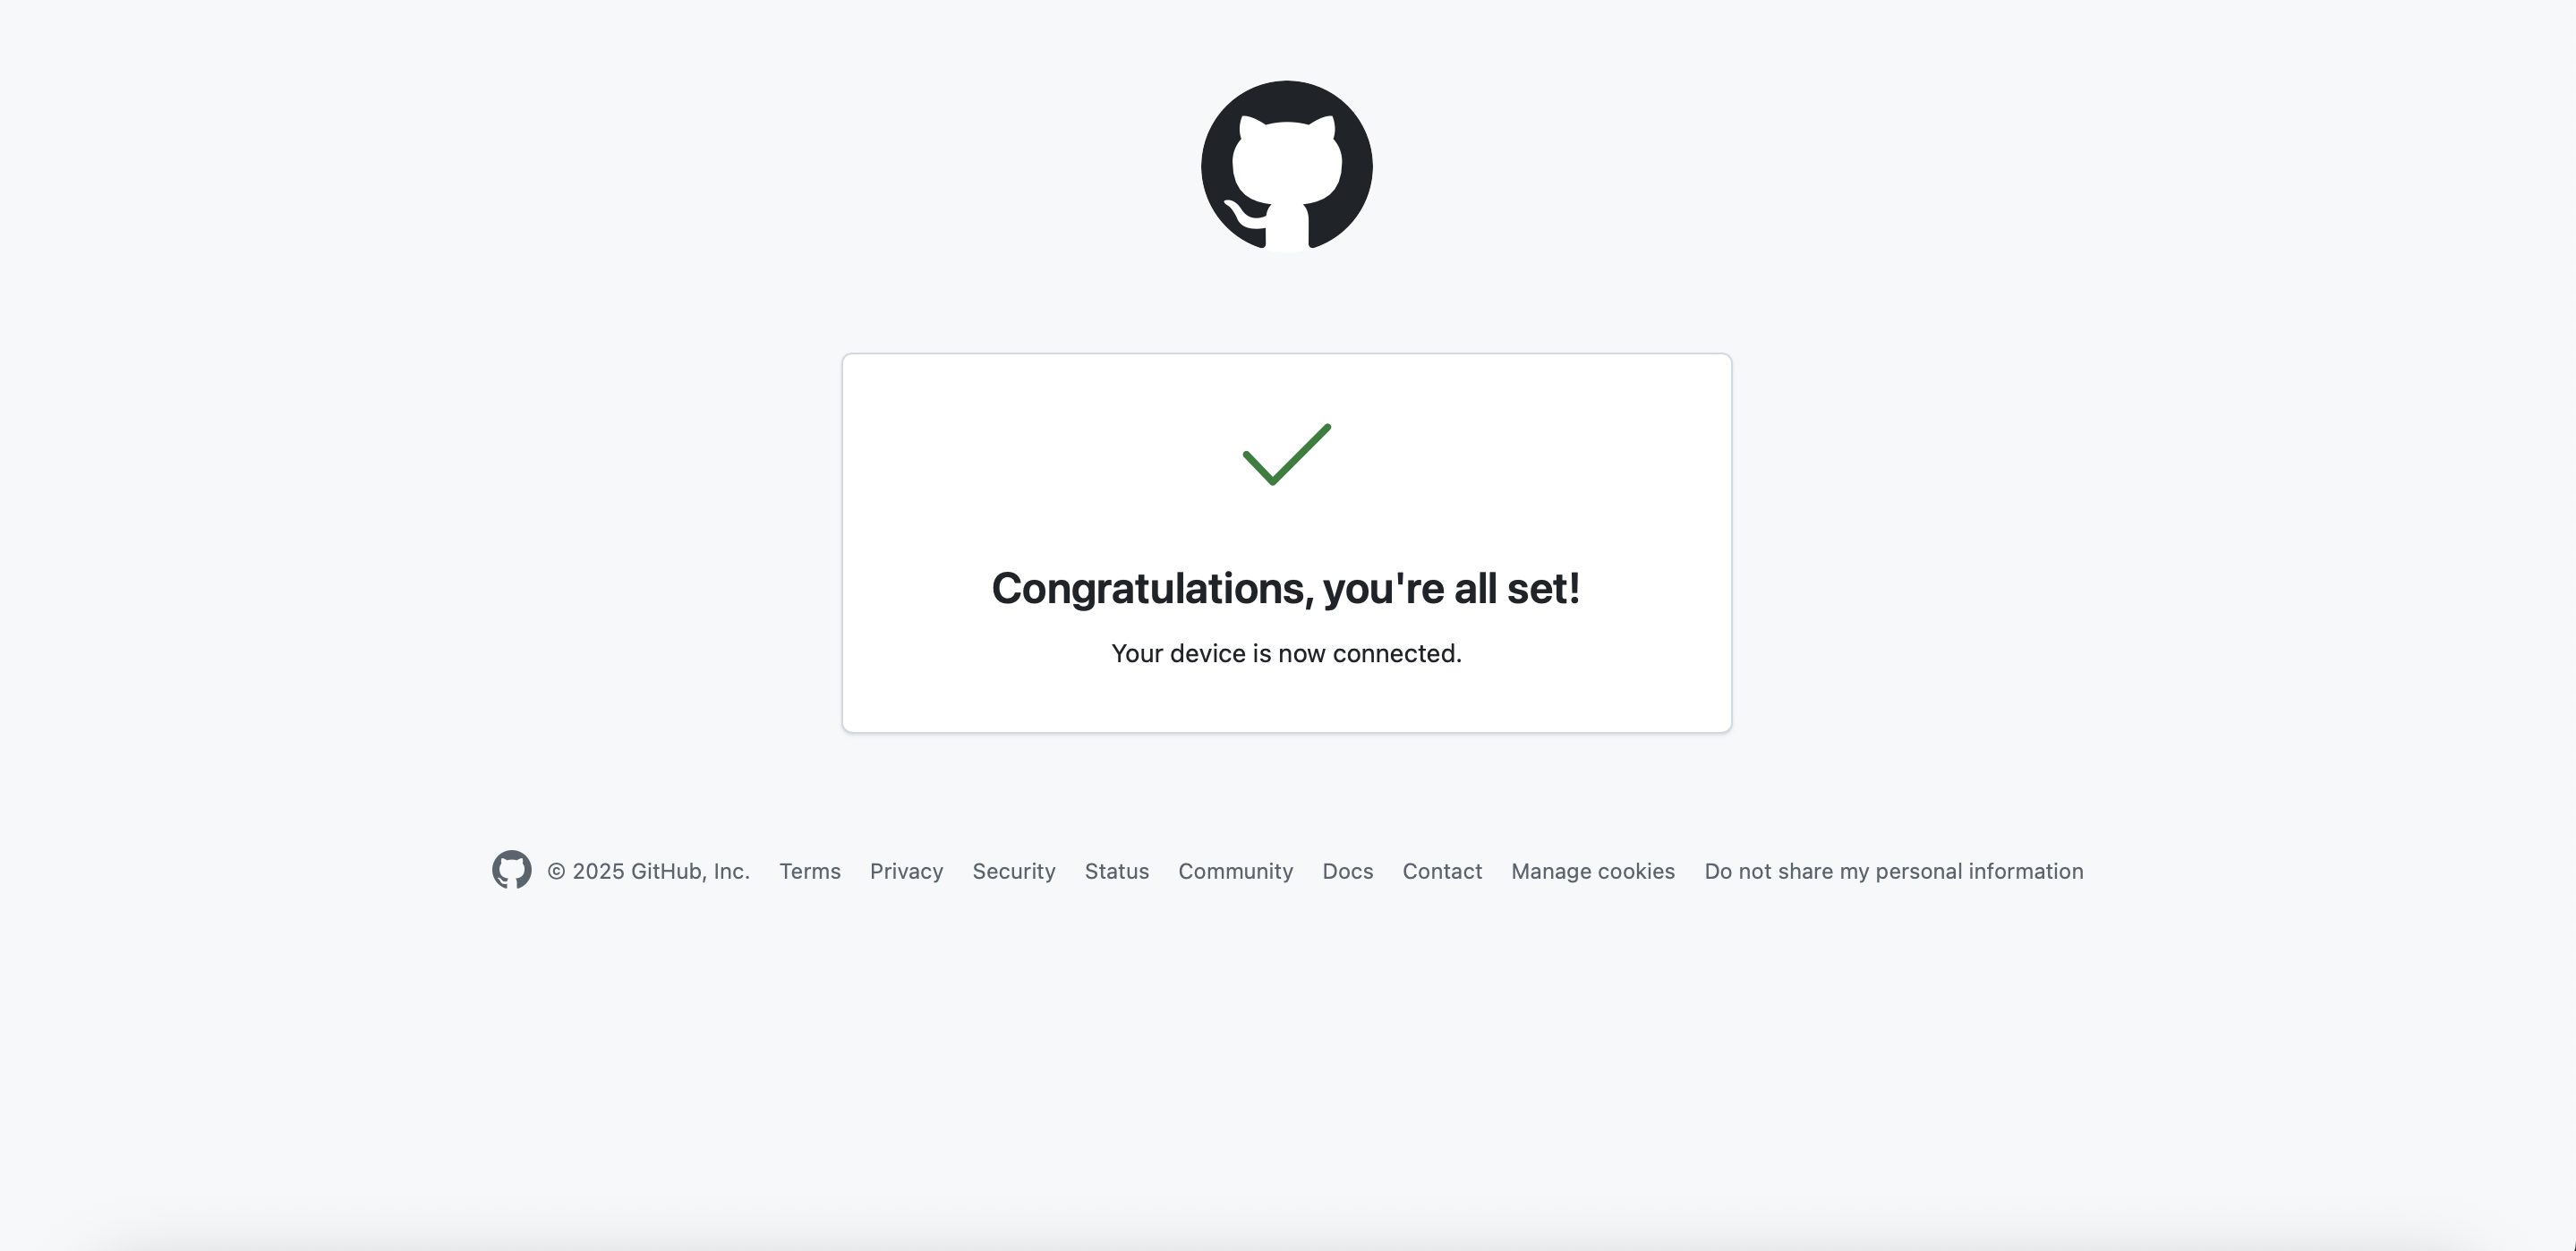 Congratulations, you're all set!
Your device is now connected.
© 2025 GitHub, Inc. Terms Privacy Security Status Community Docs Contact Manage cookies Do not share my personal information